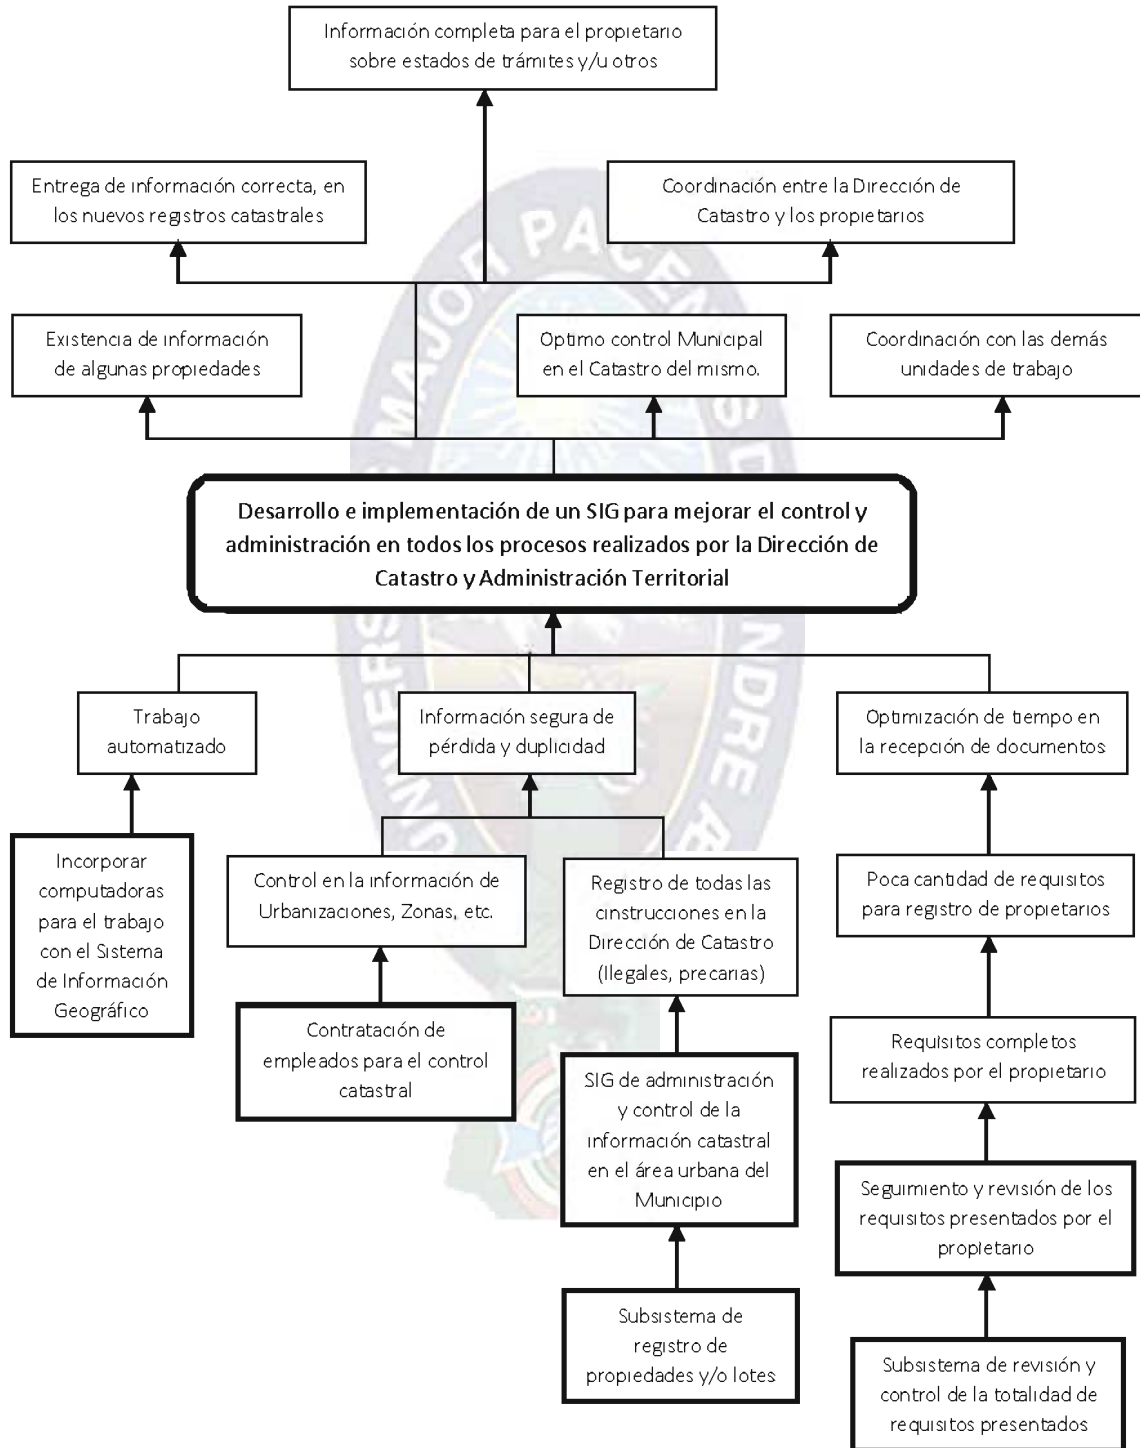 Información completa para el propietario
sobre estados de trámites y/u otros
Entrega de información correcta, en
los nuevos registros catastrales
Coordinación entre la Dirección de
Catastro y los propietarios
Existencia de información
de algunas propiedades
Optimo control Municipal
en el Catastro del mismo.
Coordinación con las demás
unidades de trabajo
Desarrollo e implementación de un SIG para mejorar el control y
administración en todos los procesos realizados por la Dirección de
Catastro y Administración Territorial
Trabajo
automatizado
Información segura de
pérdida y duplicidad
Optimización de tiempo en
la recepción de documentos
Incorporar
computadoras
para el trabajo
con el Sistema
de Información
Geográfico
Control en la información de
Urbanizaciones, Zonas, etc.
Registro de todas las
cinstrucciones en la
Dirección de Catastro
(Ilegales, precarias)
Poca cantidad de requisitos
para registro de propietarios
Contratación de
empleados para el control
catastral
SIG de administración
y control de la
información catastral
en el área urbana del
Municipio
Requisitos completos
realizados por el propietario
Seguimiento y revisión de los
requisitos presentados por el
propietario
Subsistema de
registro de
propiedades y/o lotes
Subsistema de revisión y
control de la totalidad de
requisitos presentados